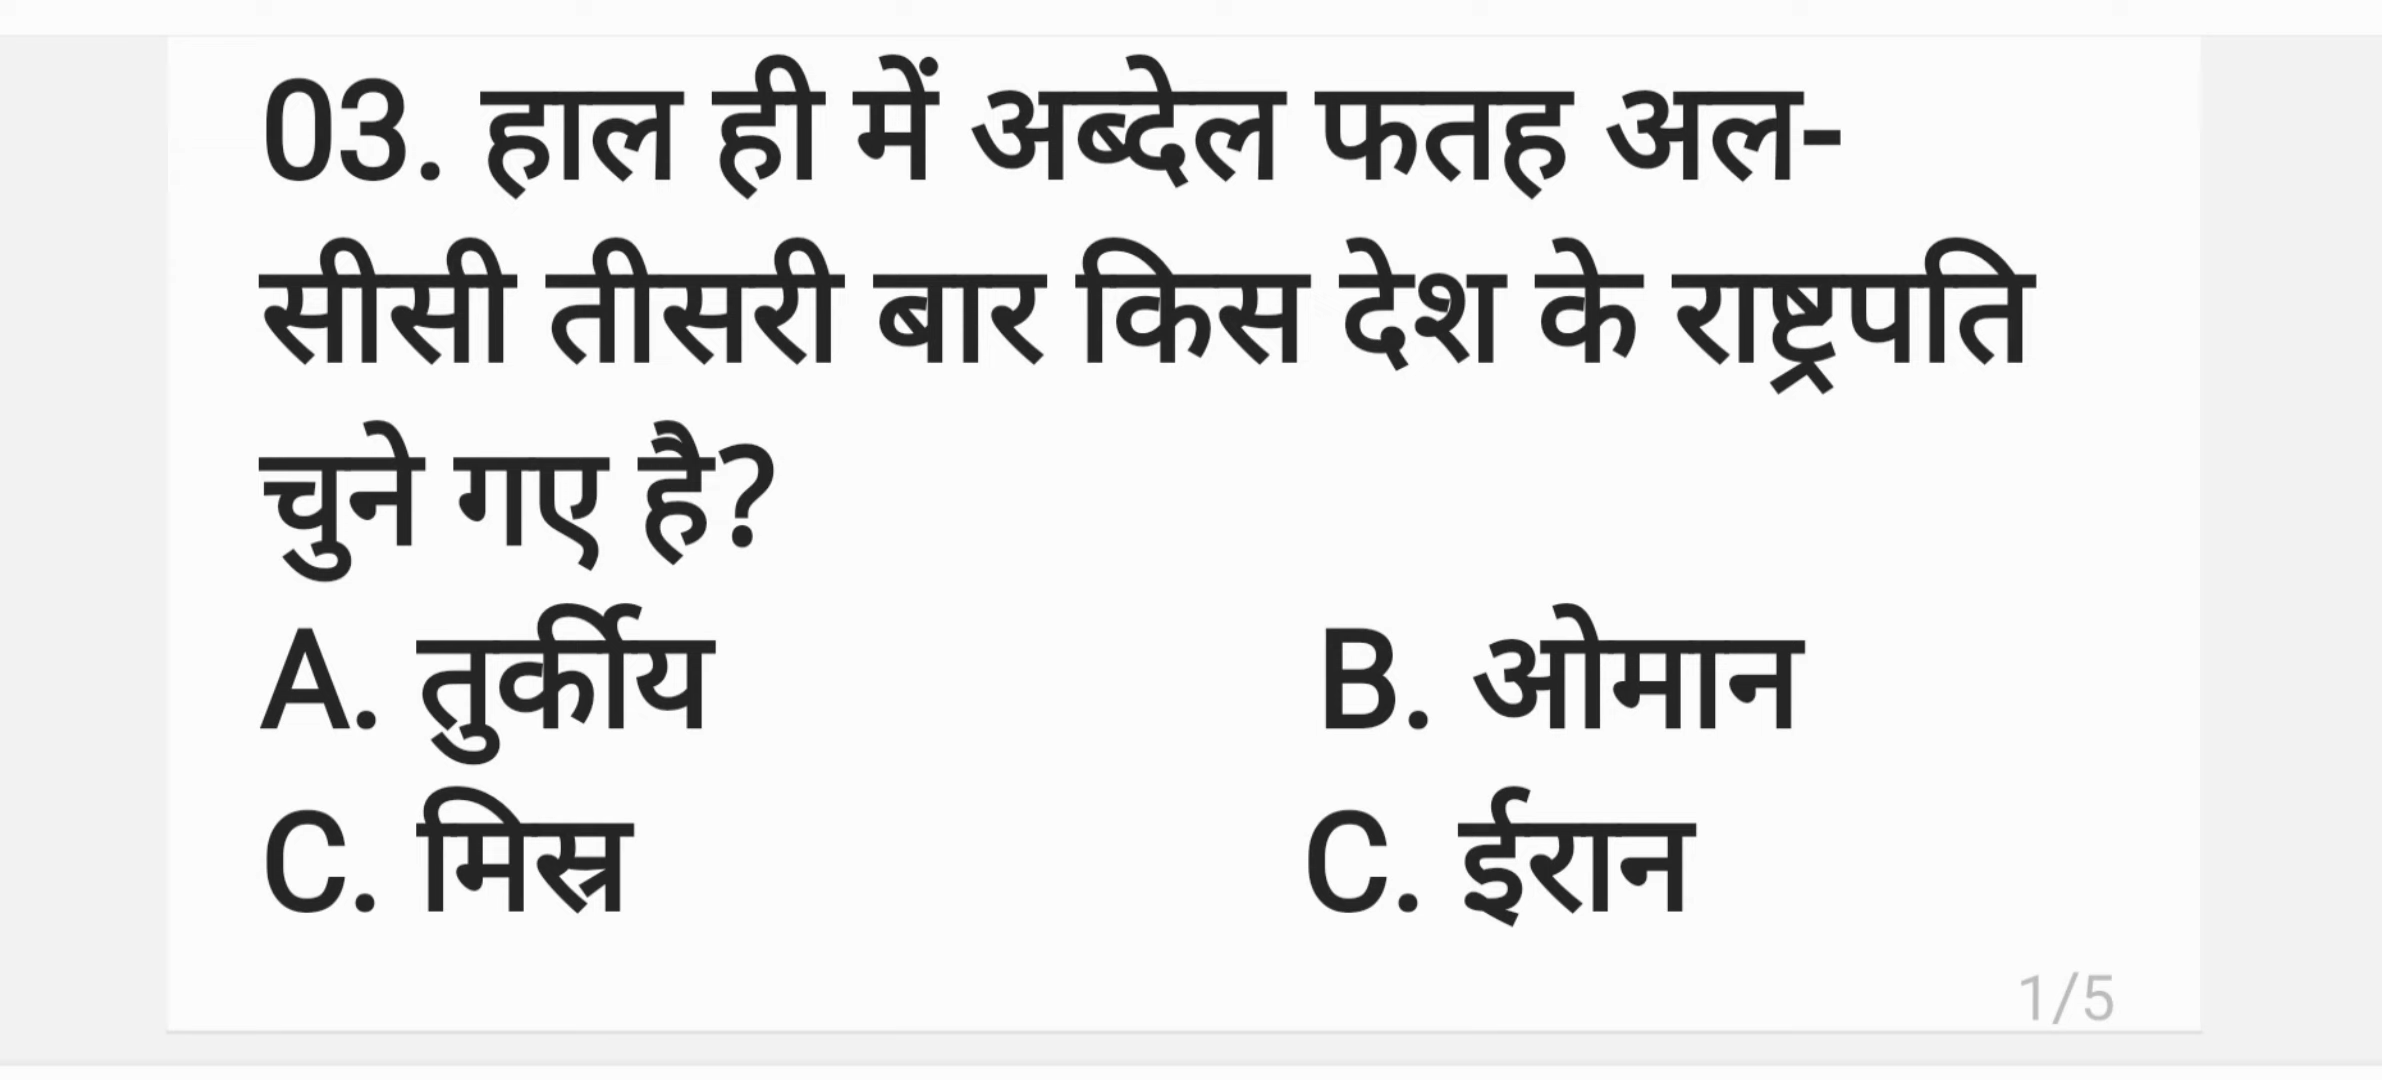 03. हाल ही में अब्देल फतह अल-
सीसी तीसरी बार किस देश के राष्ट्रपति
चुने गए है?
A. तुर्कीय B. ओमान
C. मिस्र C. ईरान
1/5